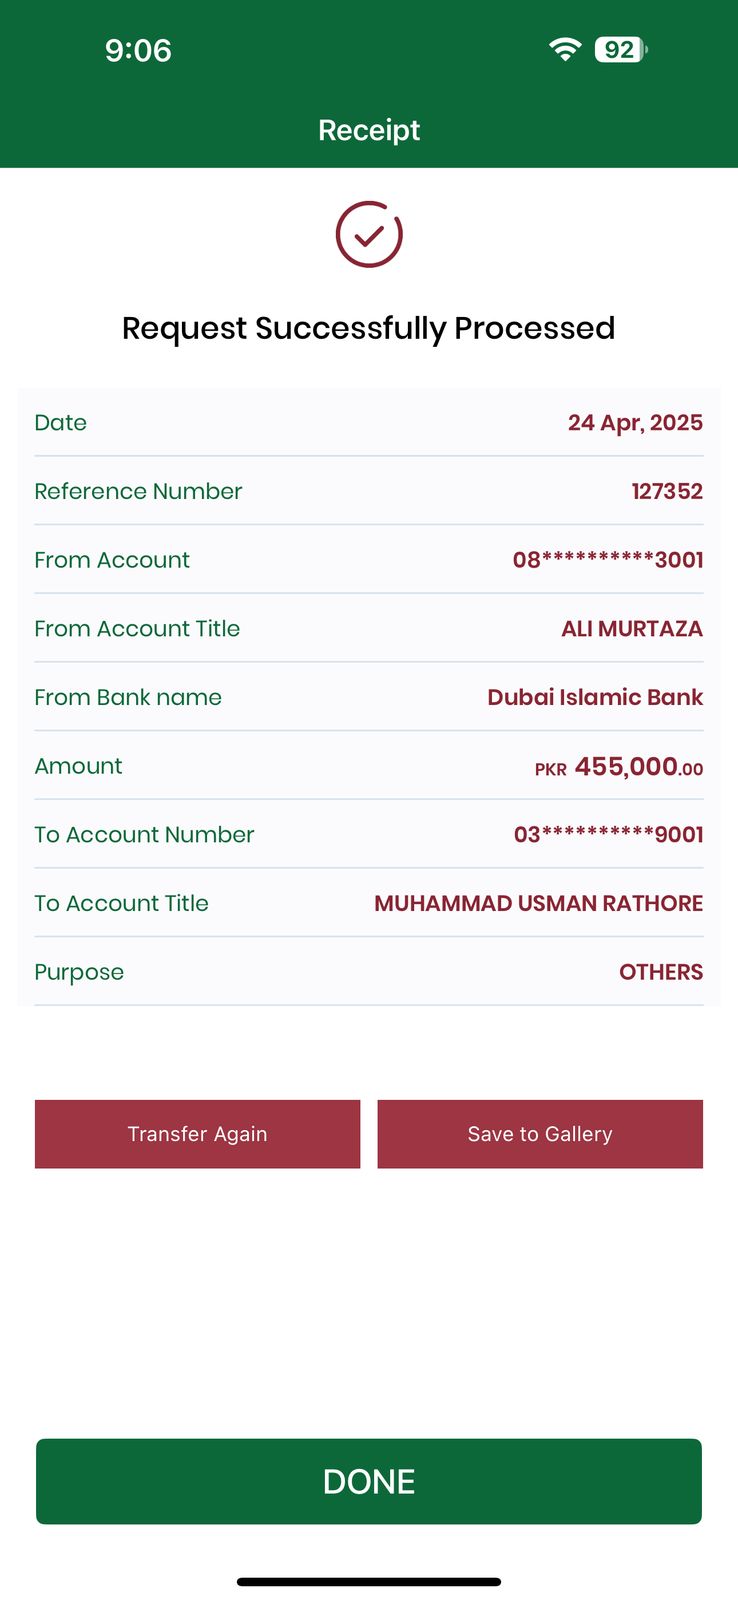 9:06
92
Receipt
Request Successfully Processed
Date 24 Apr, 2025
Reference Number 127352
From Account 08**********3001
From Account Title ALI MURTAZA
From Bank name Dubai Islamic Bank
Amount PKR 455,000.00
To Account Number 03**********9001
To Account Title MUHAMMAD USMAN RATHORE
Purpose OTHERS
Transfer Again Save to Gallery
DONE